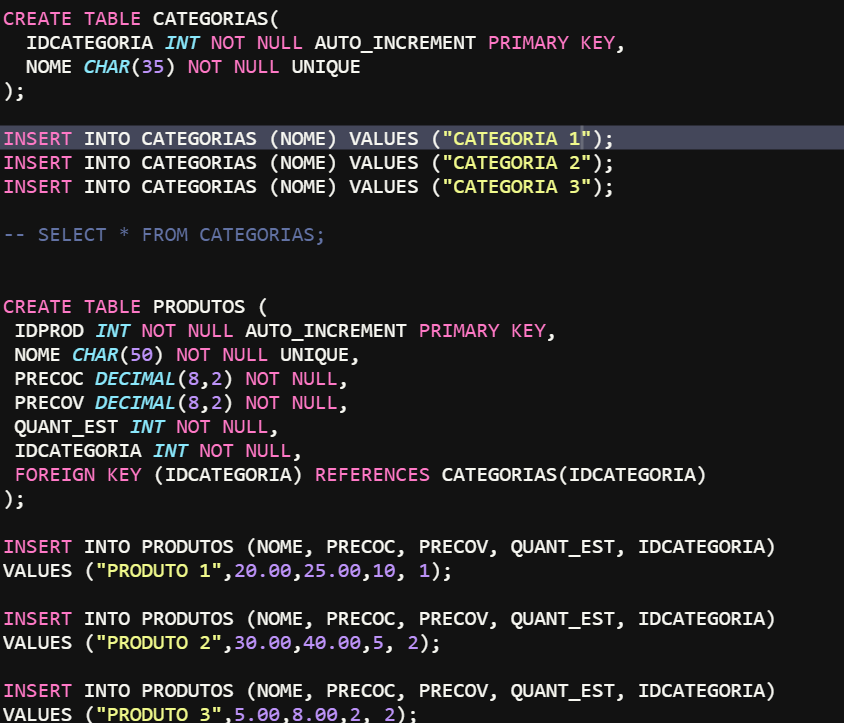 CREATE TABLE CATEGORIAS(
  IDCATEGORIA INT NOT NULL AUTO_INCREMENT PRIMARY KEY,
  NOME CHAR(35) NOT NULL UNIQUE
);
INSERT INTO CATEGORIAS (NOME) VALUES ("CATEGORIA 1");
INSERT INTO CATEGORIAS (NOME) VALUES ("CATEGORIA 2");
INSERT INTO CATEGORIAS (NOME) VALUES ("CATEGORIA 3");
-- SELECT * FROM CATEGORIAS;
CREATE TABLE PRODUTOS (
 IDPROD INT NOT NULL AUTO_INCREMENT PRIMARY KEY,
 NOME CHAR(50) NOT NULL UNIQUE,
 PRECOC DECIMAL(8,2) NOT NULL,
 PRECOV DECIMAL(8,2) NOT NULL,
 QUANT_EST INT NOT NULL,
 IDCATEGORIA INT NOT NULL,
 FOREIGN KEY (IDCATEGORIA) REFERENCES CATEGORIAS(IDCATEGORIA)
);
INSERT INTO PRODUTOS (NOME, PRECOC, PRECOV, QUANT_EST, IDCATEGORIA)
VALUES ("PRODUTO 1",20.00,25.00,10, 1);
INSERT INTO PRODUTOS (NOME, PRECOC, PRECOV, QUANT_EST, IDCATEGORIA)
VALUES ("PRODUTO 2",30.00,40.00,5, 2);
INSERT INTO PRODUTOS (NOME, PRECOC, PRECOV, QUANT_EST, IDCATEGORIA)
VALUES ("PRODUTO 3",5.00,8.00,2, 2);